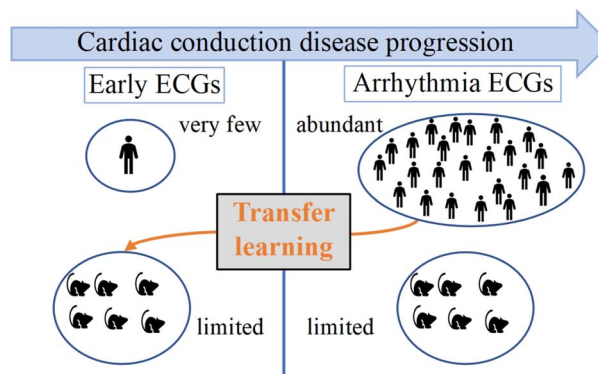 Cardiac conduction disease progression
Early ECGs
Arrhythmia ECGs
very few
abundant
Transfer
learning
limited
limited